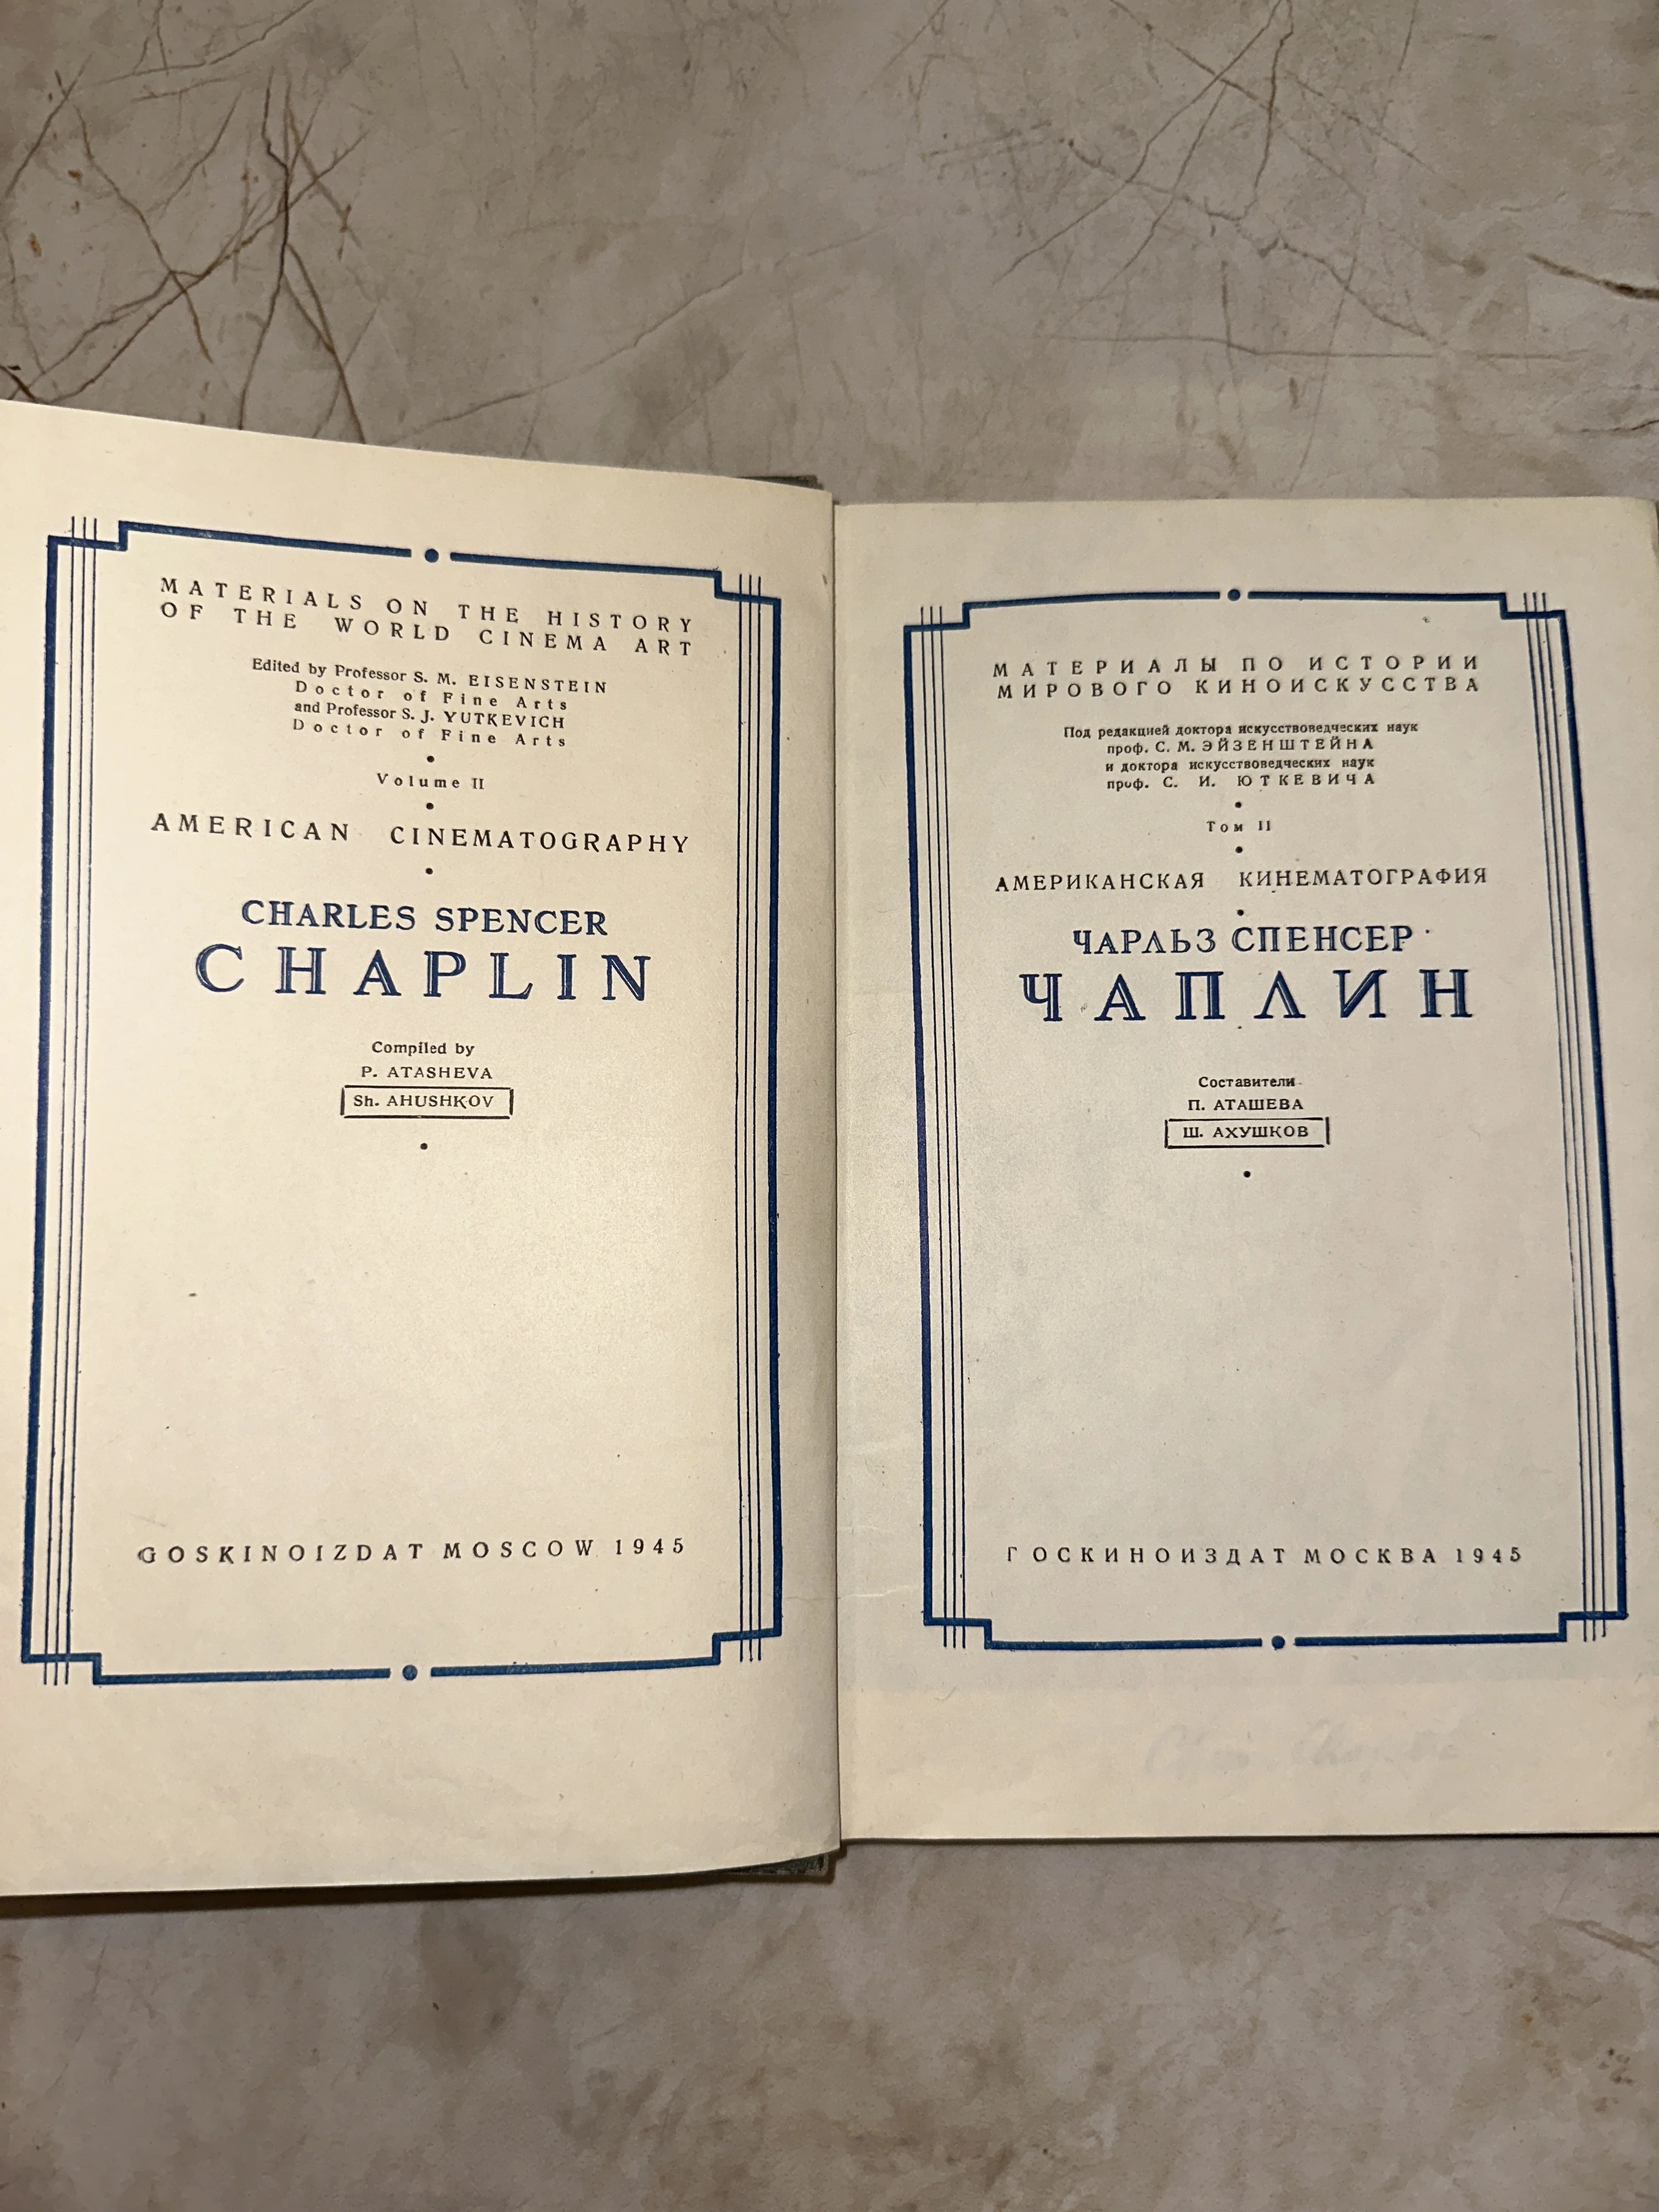 MATERIALS ON THE HISTORY
OF THE WORLD CINEMA ART
Edited by Professor S. M. EISENSTEIN
Doctor of Fine Arts
and Professor S. J. YUTKEVICH
Doctor of Fine Arts
Volume II
AMERICAN CINEMATOGRAPHY
CHARLES SPENCER
CHAPLIN
Compiled by
P. ATASHEVA
Sh. AHUSHKOV
GOSKINOIZDAT MOSCOW 1945
МАТЕРИАЛЫ ПО ИСТОРИИ
МИРОВОГО КИНОИСКУССТВА
Под редакцией доктора искусствоведческих наук
проф. С. М. ЭЙЗЕНШТЕЙНА
и доктора искусствоведческих наук
проф. С. И. ЮТКЕВИЧА
Том II
АМЕРИКАНСКАЯ КИНЕМАТОГРАФИЯ
ЧАРЛЬЗ СПЕНСЕР
ЧАПЛИН
Составители
П. АТАШЕВА
Ш. АХУШКОВ
ГОСКИНОИЗДАТ МОСКВА 1945